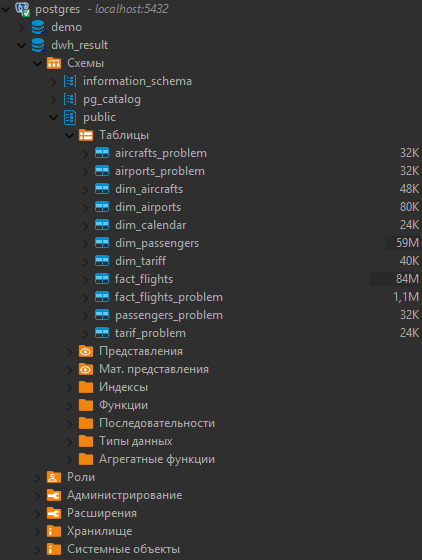 postgres - localhost:5432
demo
dwh_result
Схемы
information_schema
pg_catalog
public
Таблицы
aircrafts_problem 32K
airports_problem 32K
dim_aircrafts 48K
dim_airports 80K
dim_calendar 24K
dim_passengers 59M
dim_tariff 40K
fact_flights 84M
fact_flights_problem 1,1M
passengers_problem 32K
tarif_problem 24K
Представления
Мат. представления
Индексы
Функции
Последовательности
Типы данных
Агрегатные функции
Роли
Администрирование
Расширения
Хранилище
Системные объекты